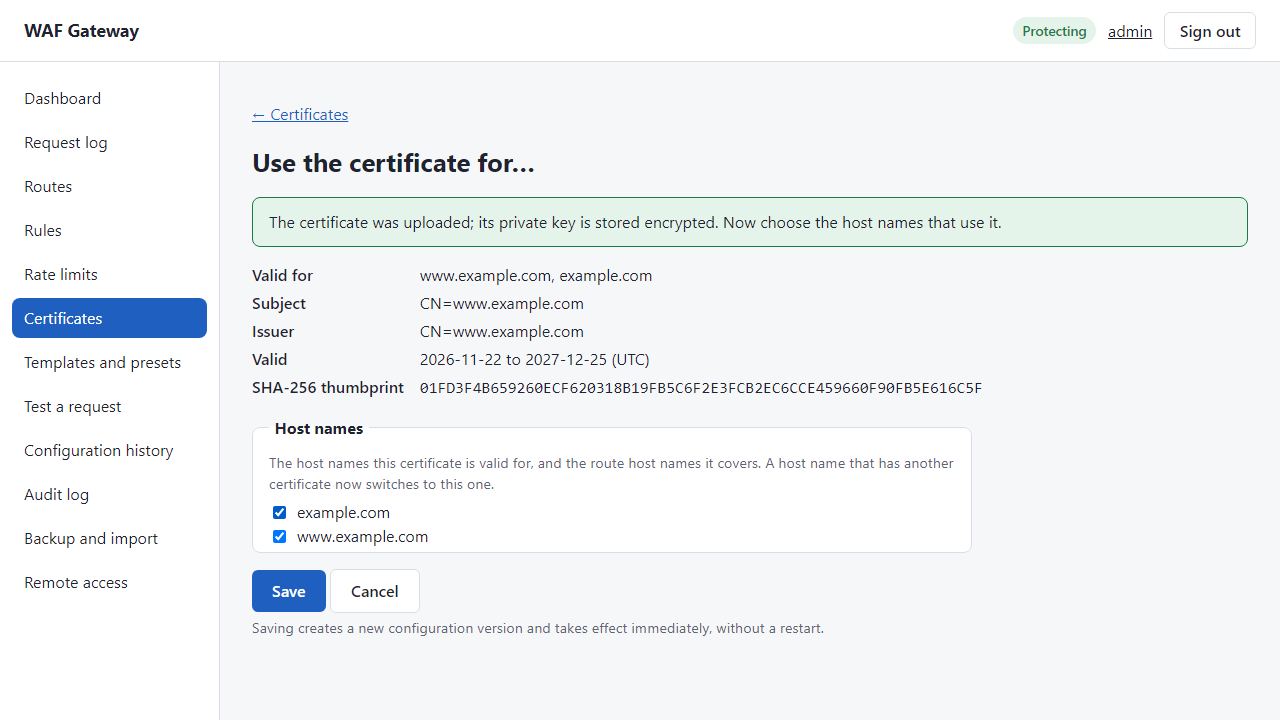 WAF Gateway
Protecting
admin
Sign out
Dashboard
Request log
Routes
Rules
Rate limits
Certificates
Templates and presets
Test a request
Configuration history
Audit log
Backup and import
Remote access
← Certificates
Use the certificate for…
The certificate was uploaded; its private key is stored encrypted. Now choose the host names that use it.
Valid for www.example.com, example.com
Subject CN=www.example.com
Issuer CN=www.example.com
Valid 2026-11-22 to 2027-12-25 (UTC)
SHA-256 thumbprint 01FD3F4B659260ECF620318B19FB5C6F2E3FCB2EC6CCE459660F90FB5E616C5F
Host names
The host names this certificate is valid for, and the route host names it covers. A host name that has another
certificate now switches to this one.
example.com
www.example.com
Save
Cancel
Saving creates a new configuration version and takes effect immediately, without a restart.